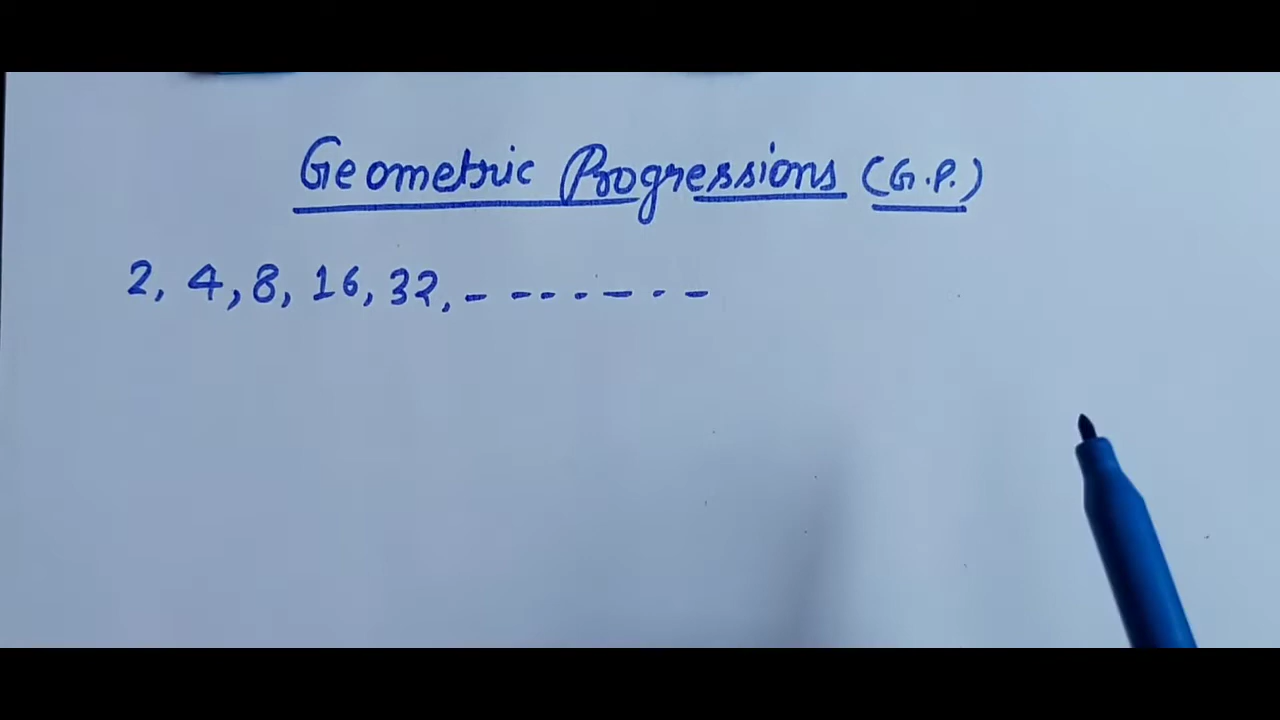 Geometric Progressions (G.P.)
2, 4, 8, 16, 32, - - - - - - - -